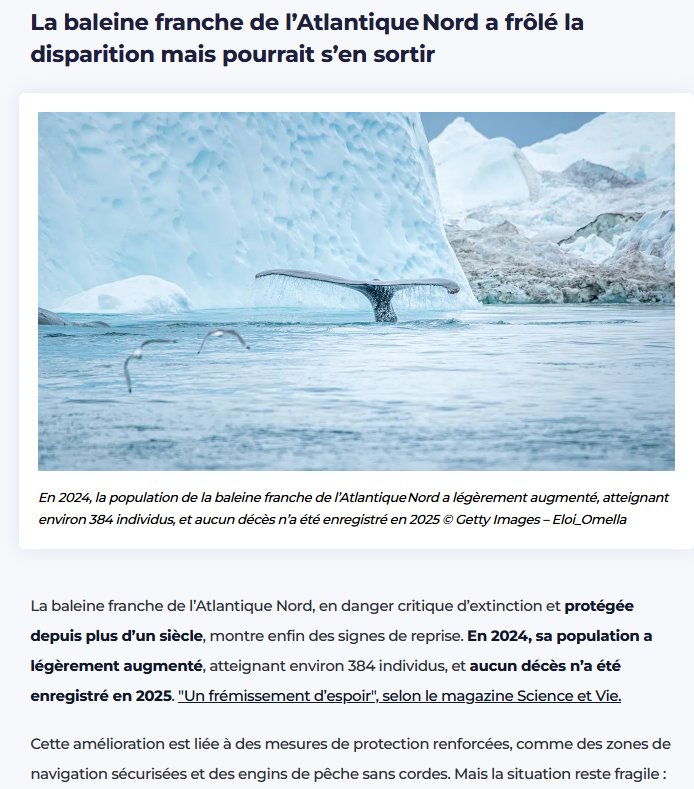 La baleine franche de l’Atlantique Nord a frôlé la
disparition mais pourrait s’en sortir
En 2024, la population de la baleine franche de l’Atlantique Nord a légèrement augmenté, atteignant
environ 384 individus, et aucun décès n’a été enregistré en 2025 © Getty Images – Eloi_Omella
La baleine franche de l’Atlantique Nord, en danger critique d’extinction et protégée
depuis plus d’un siècle, montre enfin des signes de reprise. En 2024, sa population a
légèrement augmenté, atteignant environ 384 individus, et aucun décès n’a été
enregistré en 2025. "Un frémissement d’espoir", selon le magazine Science et Vie.
Cette amélioration est liée à des mesures de protection renforcées, comme des zones de
navigation sécurisées et des engins de pêche sans cordes. Mais la situation reste fragile :